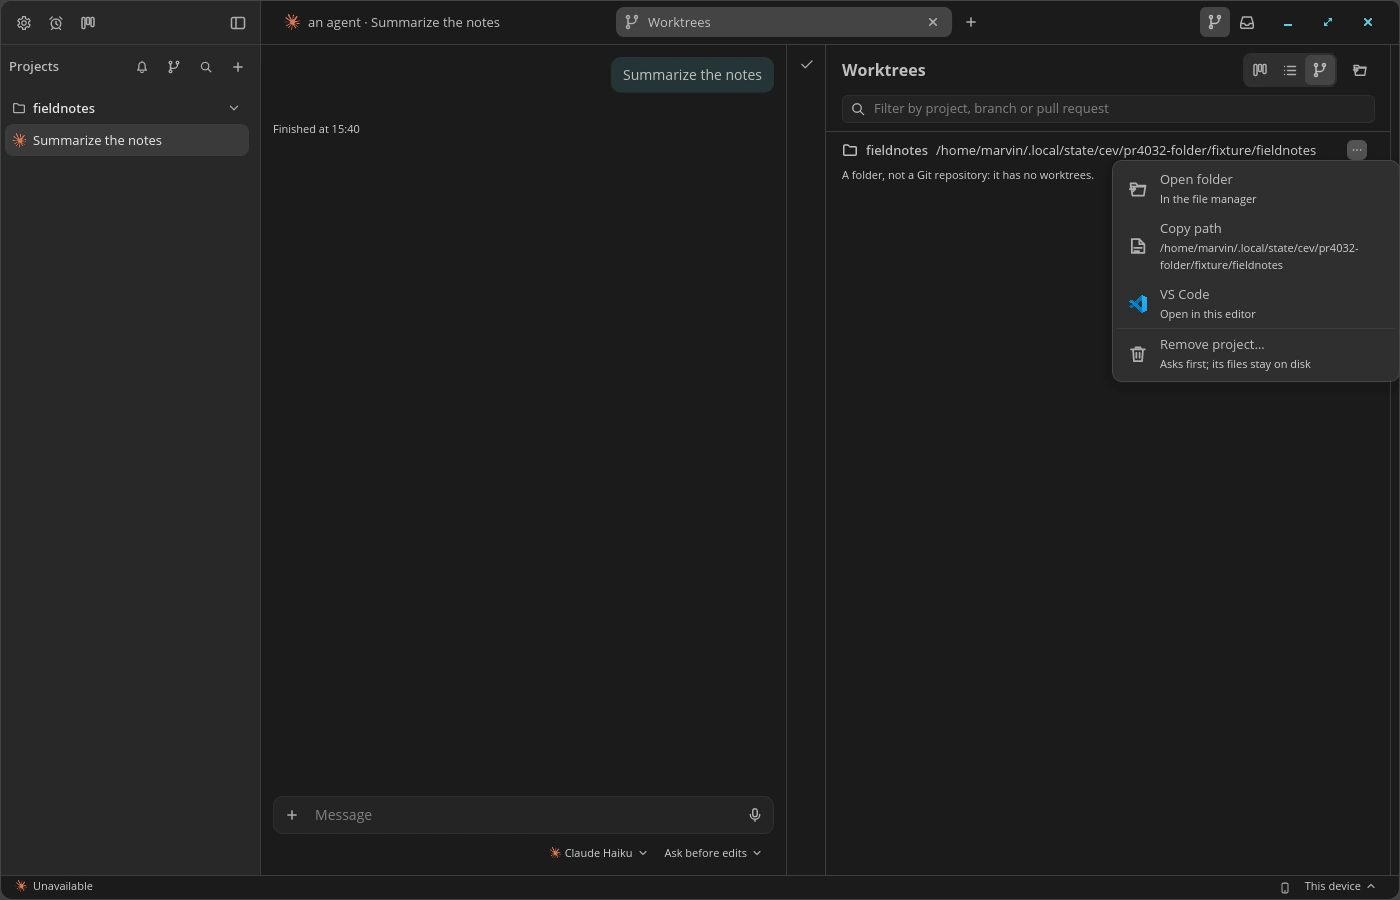 an agent · Summarize the notes
Worktrees
Projects
fieldnotes
Summarize the notes
Summarize the notes
Finished at 15:40
Message
Claude Haiku
Ask before edits
Worktrees
Filter by project, branch or pull request
fieldnotes /home/marvin/.local/state/cev/pr4032-folder/fixture/fieldnotes
A folder, not a Git repository: it has no worktrees.
Open folder
In the file manager
Copy path
/home/marvin/.local/state/cev/pr4032-
folder/fixture/fieldnotes
VS Code
Open in this editor
Remove project...
Asks first; its files stay on disk
Unavailable
This device